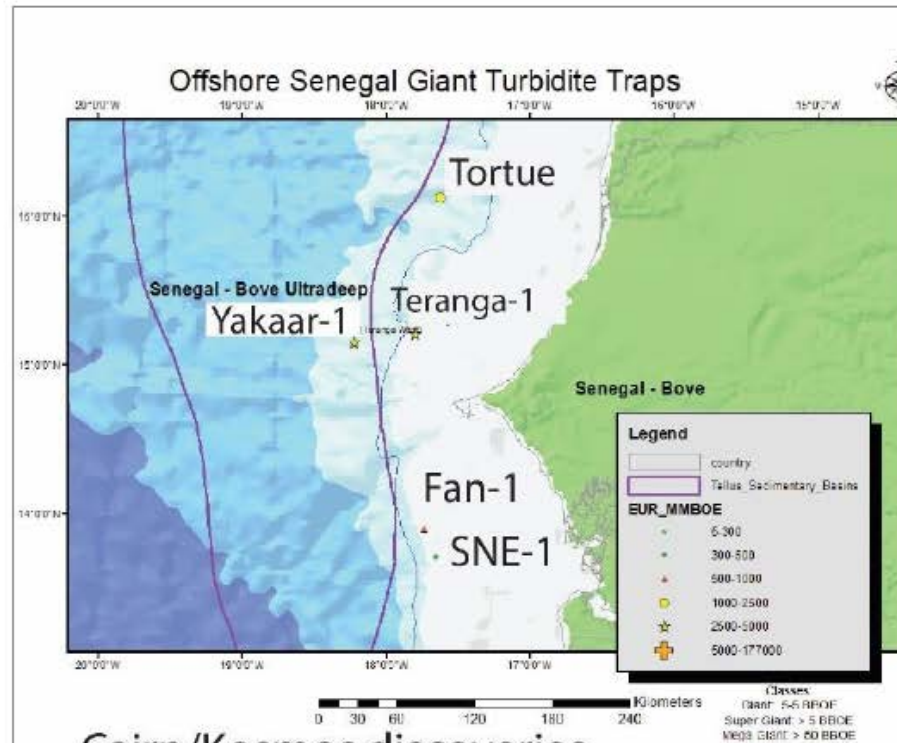 Offshore Senegal Giant Turbidite Traps
20°0'0"W 19°0'0"W 18°0'0"W 17°0'0"W 16°0'0"W 15°0'0"W
Tortue
16°0'0"N
Senegal - Bove Ultradeep
Teranga-1
Yakaar-1
15°0'0"N
Senegal - Bove
Legend
country
Tellus_Sedimentary_Basins
Fan-1
EUR_MMBOE
14°0'0"N
5-300
SNE-1
300-500
500-1000
1000-2500
2500-5000
5000-177000
20°0'0"W 19°0'0"W 18°0'0"W 17°0'0"W
Kilometers
0 15 30 60 120 180 240
Classes:
Giant: .5-5 BBOE
Super Giant: > 5 BBOE
Mega Giant: > 50 BBOE
Cairn/Kosmos discoveries